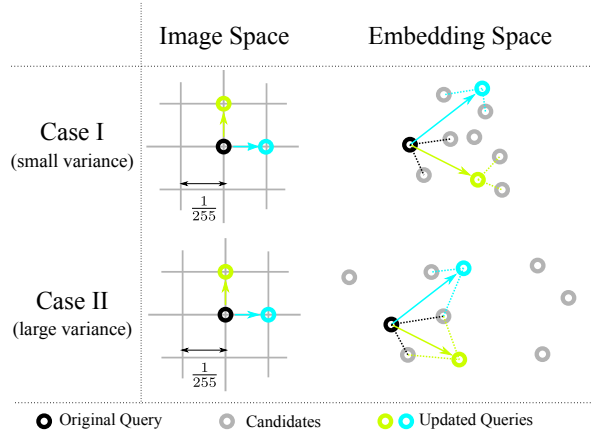 Image Space
Embedding Space
Case I
(small variance)
1
255
Case II
(large variance)
1
255
Original Query
Candidates
Updated Queries